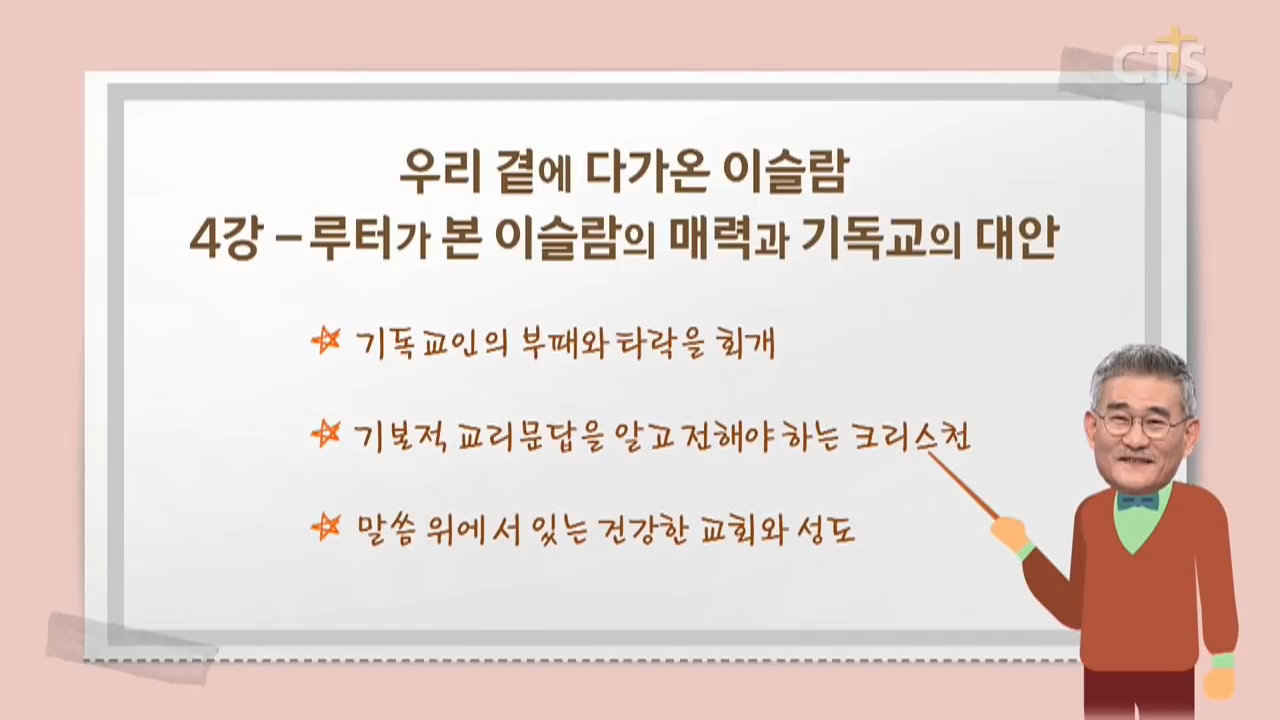 CTS
우리 곁에 다가온 이슬람
4강 – 루터가 본 이슬람의 매력과 기독교의 대안
기독교인의 부패와 타락을 회개
기본적 교리문답을 알고 전해야 하는 크리스천
말씀 위에 서 있는 건강한 교회와 성도